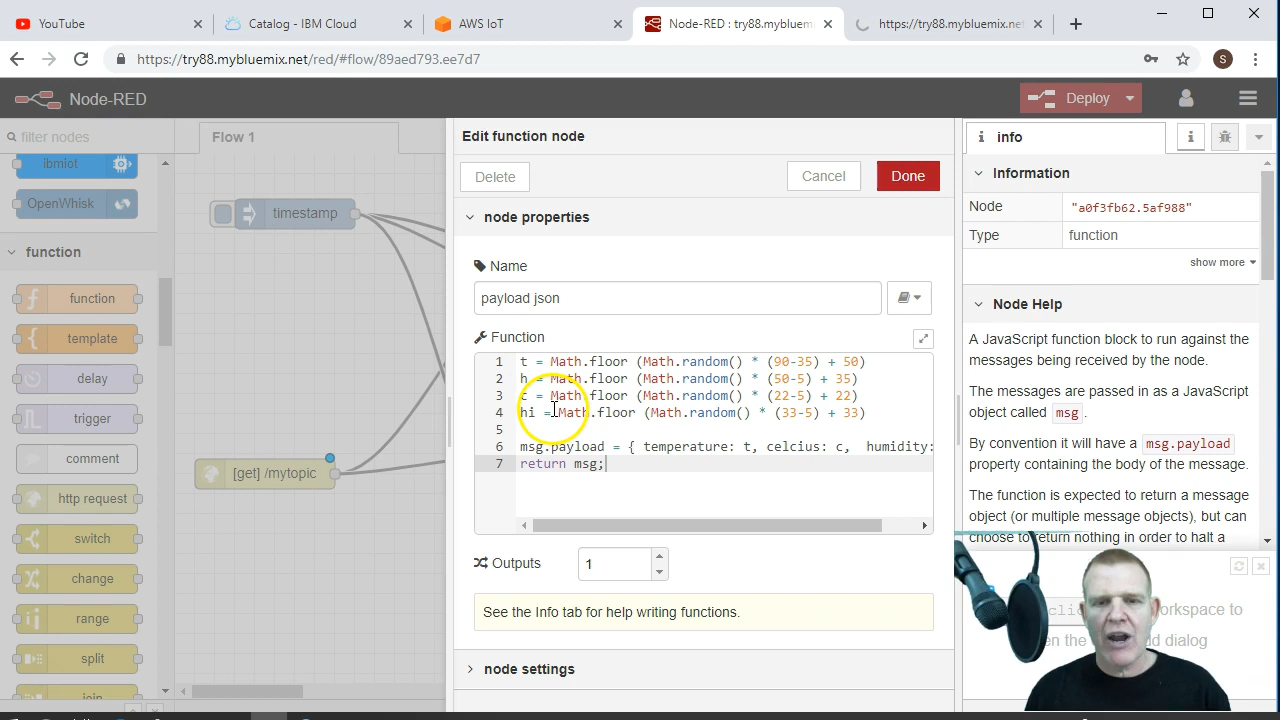 YouTube
Catalog - IBM Cloud
AWS IoT
Node-RED : try88.mybluem
https://try88.mybluemix.net
https://try88.mybluemix.net/red/#flow/89aed793.ee7d7
S
Node-RED
Deploy
filter nodes
Flow 1
Edit function node
i info
i
ibmiot
OpenWhisk
function
function
template
delay
trigger
comment
http request
switch
change
range
split
join
timestamp
[get] /mytopic
Delete
Cancel
Done
node properties
Name
payload json
Function
1 t = Math.floor (Math.random() * (90-35) + 50)
2 h = Math.floor (Math.random() * (50-5) + 35)
3 c = Math.floor (Math.random() * (22-5) + 22)
4 hi = Math.floor (Math.random() * (33-5) + 33)
5
6 msg.payload = { temperature: t, celcius: c, humidity:
7 return msg;
Outputs
1
See the Info tab for help writing functions.
node settings
Information
Node "a0f3fb62.5af988"
Type function
show more
Node Help
A JavaScript function block to run against the
messages being received by the node.
The messages are passed in as a JavaScript
object called msg.
By convention it will have a msg.payload
property containing the body of the message.
The function is expected to return a message
object (or multiple message objects), but can
choose to return nothing in order to halt a
orkspace to
dialog